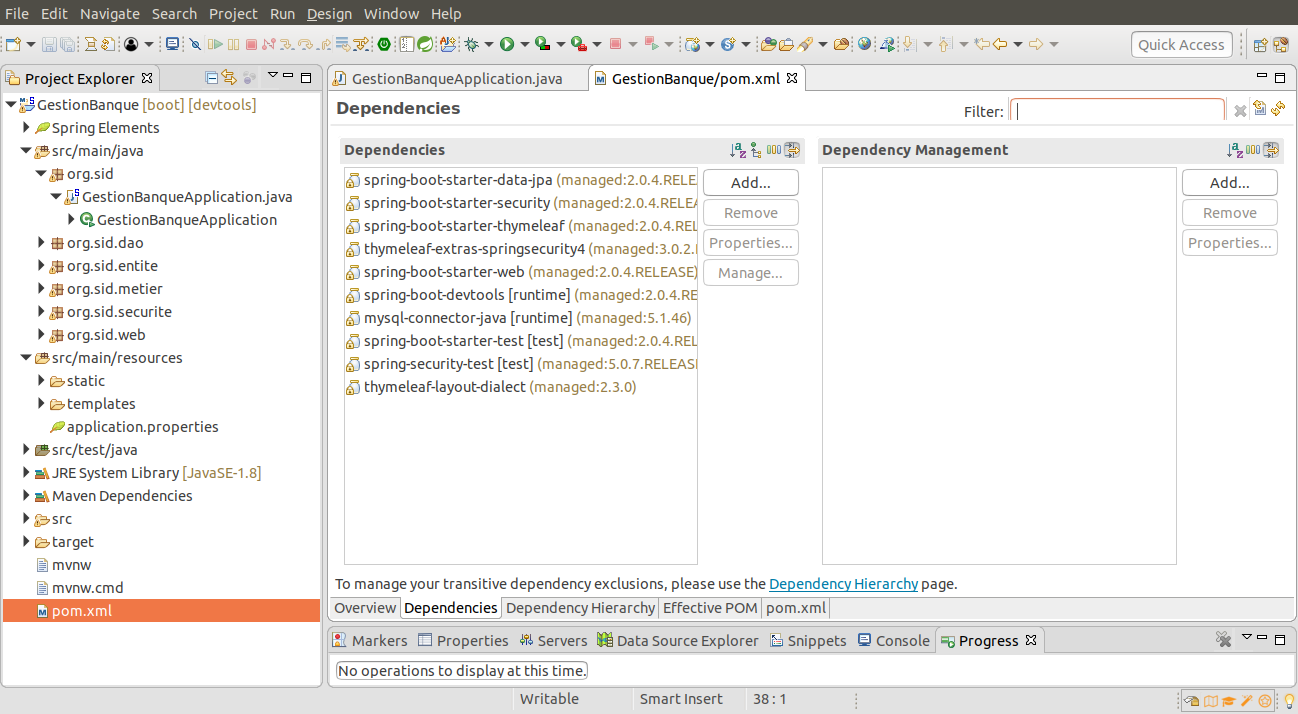 File Edit Navigate Search Project Run Design Window Help
Quick Access
Project Explorer
GestionBanque [boot] [devtools]
Spring Elements
src/main/java
org.sid
GestionBanqueApplication.java
GestionBanqueApplication
org.sid.dao
org.sid.entite
org.sid.metier
org.sid.securite
org.sid.web
src/main/resources
static
templates
application.properties
src/test/java
JRE System Library [JavaSE-1.8]
Maven Dependencies
src
target
mvnw
mvnw.cmd
pom.xml
GestionBanqueApplication.java GestionBanque/pom.xml
Dependencies
Filter:
Dependencies
spring-boot-starter-data-jpa (managed:2.0.4.RELE
spring-boot-starter-security (managed:2.0.4.RELEA
spring-boot-starter-thymeleaf (managed:2.0.4.REL
thymeleaf-extras-springsecurity4 (managed:3.0.2.
spring-boot-starter-web (managed:2.0.4.RELEASE)
spring-boot-devtools [runtime] (managed:2.0.4.RE
mysql-connector-java [runtime] (managed:5.1.46)
spring-boot-starter-test [test] (managed:2.0.4.REL
spring-security-test [test] (managed:5.0.7.RELEAS
thymeleaf-layout-dialect (managed:2.3.0)
Add...
Remove
Properties...
Manage...
Dependency Management
Add...
Remove
Properties...
To manage your transitive dependency exclusions, please use the Dependency Hierarchy page.
Overview Dependencies Dependency Hierarchy Effective POM pom.xml
Markers Properties Servers Data Source Explorer Snippets Console Progress
No operations to display at this time.
Writable Smart Insert 38 : 1